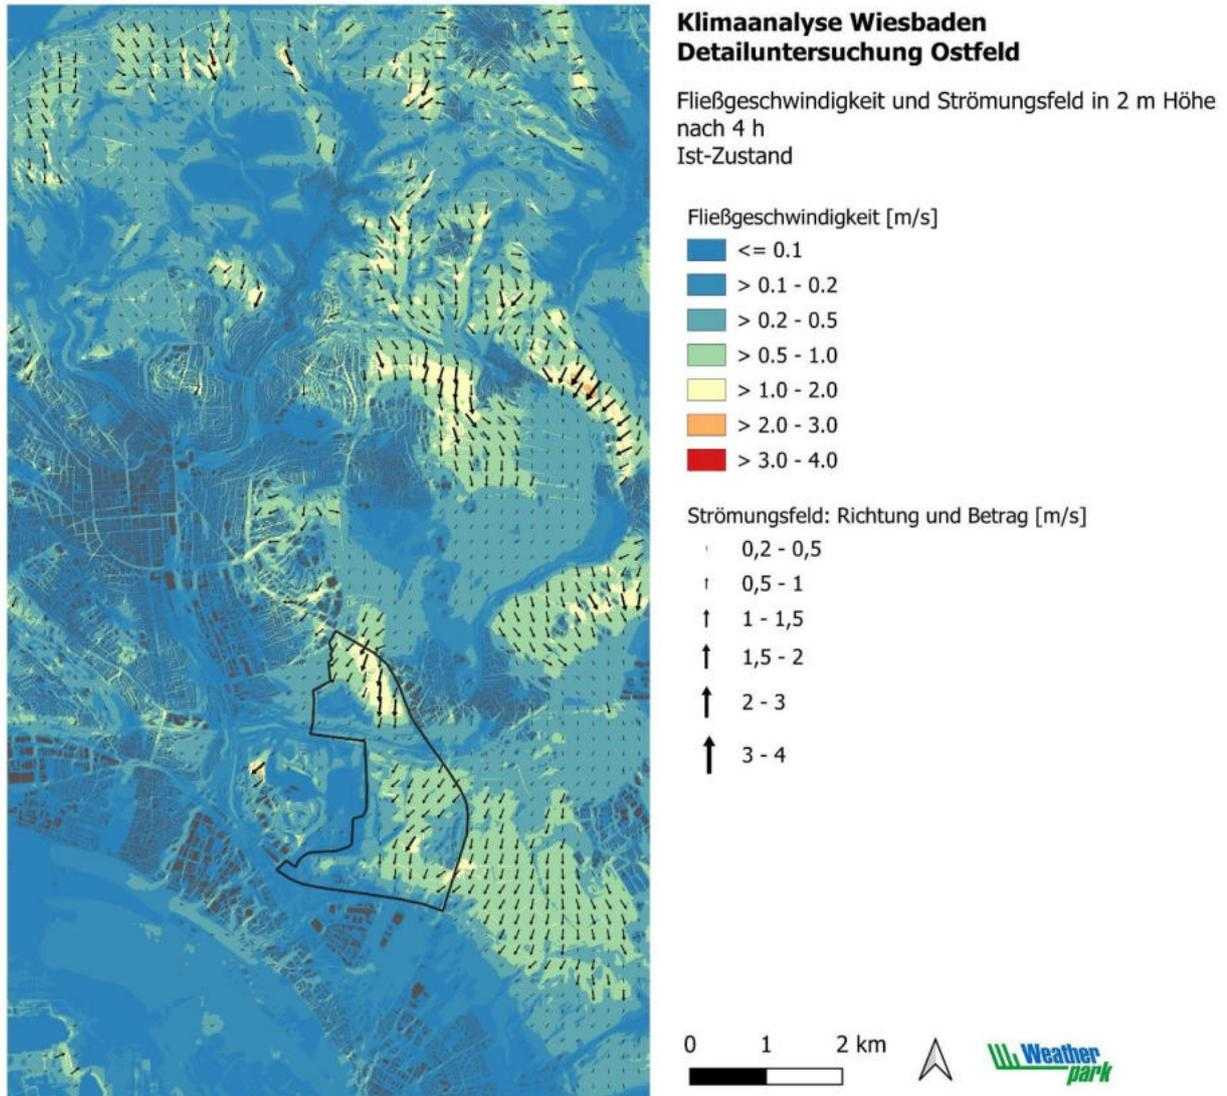 Klimaanalyse Wiesbaden
Detailuntersuchung Ostfeld
Fließgeschwindigkeit und Strömungsfeld in 2 m Höhe
nach 4 h
Ist-Zustand
Fließgeschwindigkeit [m/s]
<= 0.1
> 0.1 - 0.2
> 0.2 - 0.5
> 0.5 - 1.0
> 1.0 - 2.0
> 2.0 - 3.0
> 3.0 - 4.0
Strömungsfeld: Richtung und Betrag [m/s]
0,2 - 0,5
0,5 - 1
1 - 1,5
1,5 - 2
2 - 3
3 - 4
0 1 2 km
Weather
park